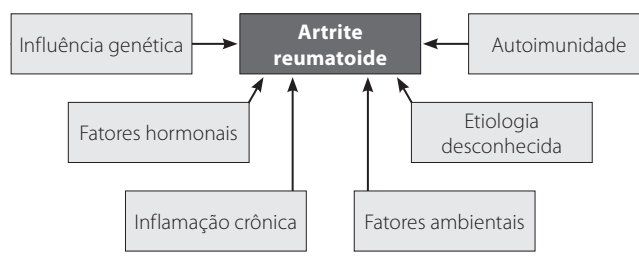 Artrite
reumatoide
Influência genética
Autoimunidade
Fatores hormonais
Etiologia
desconhecida
Inflamação crônica
Fatores ambientais